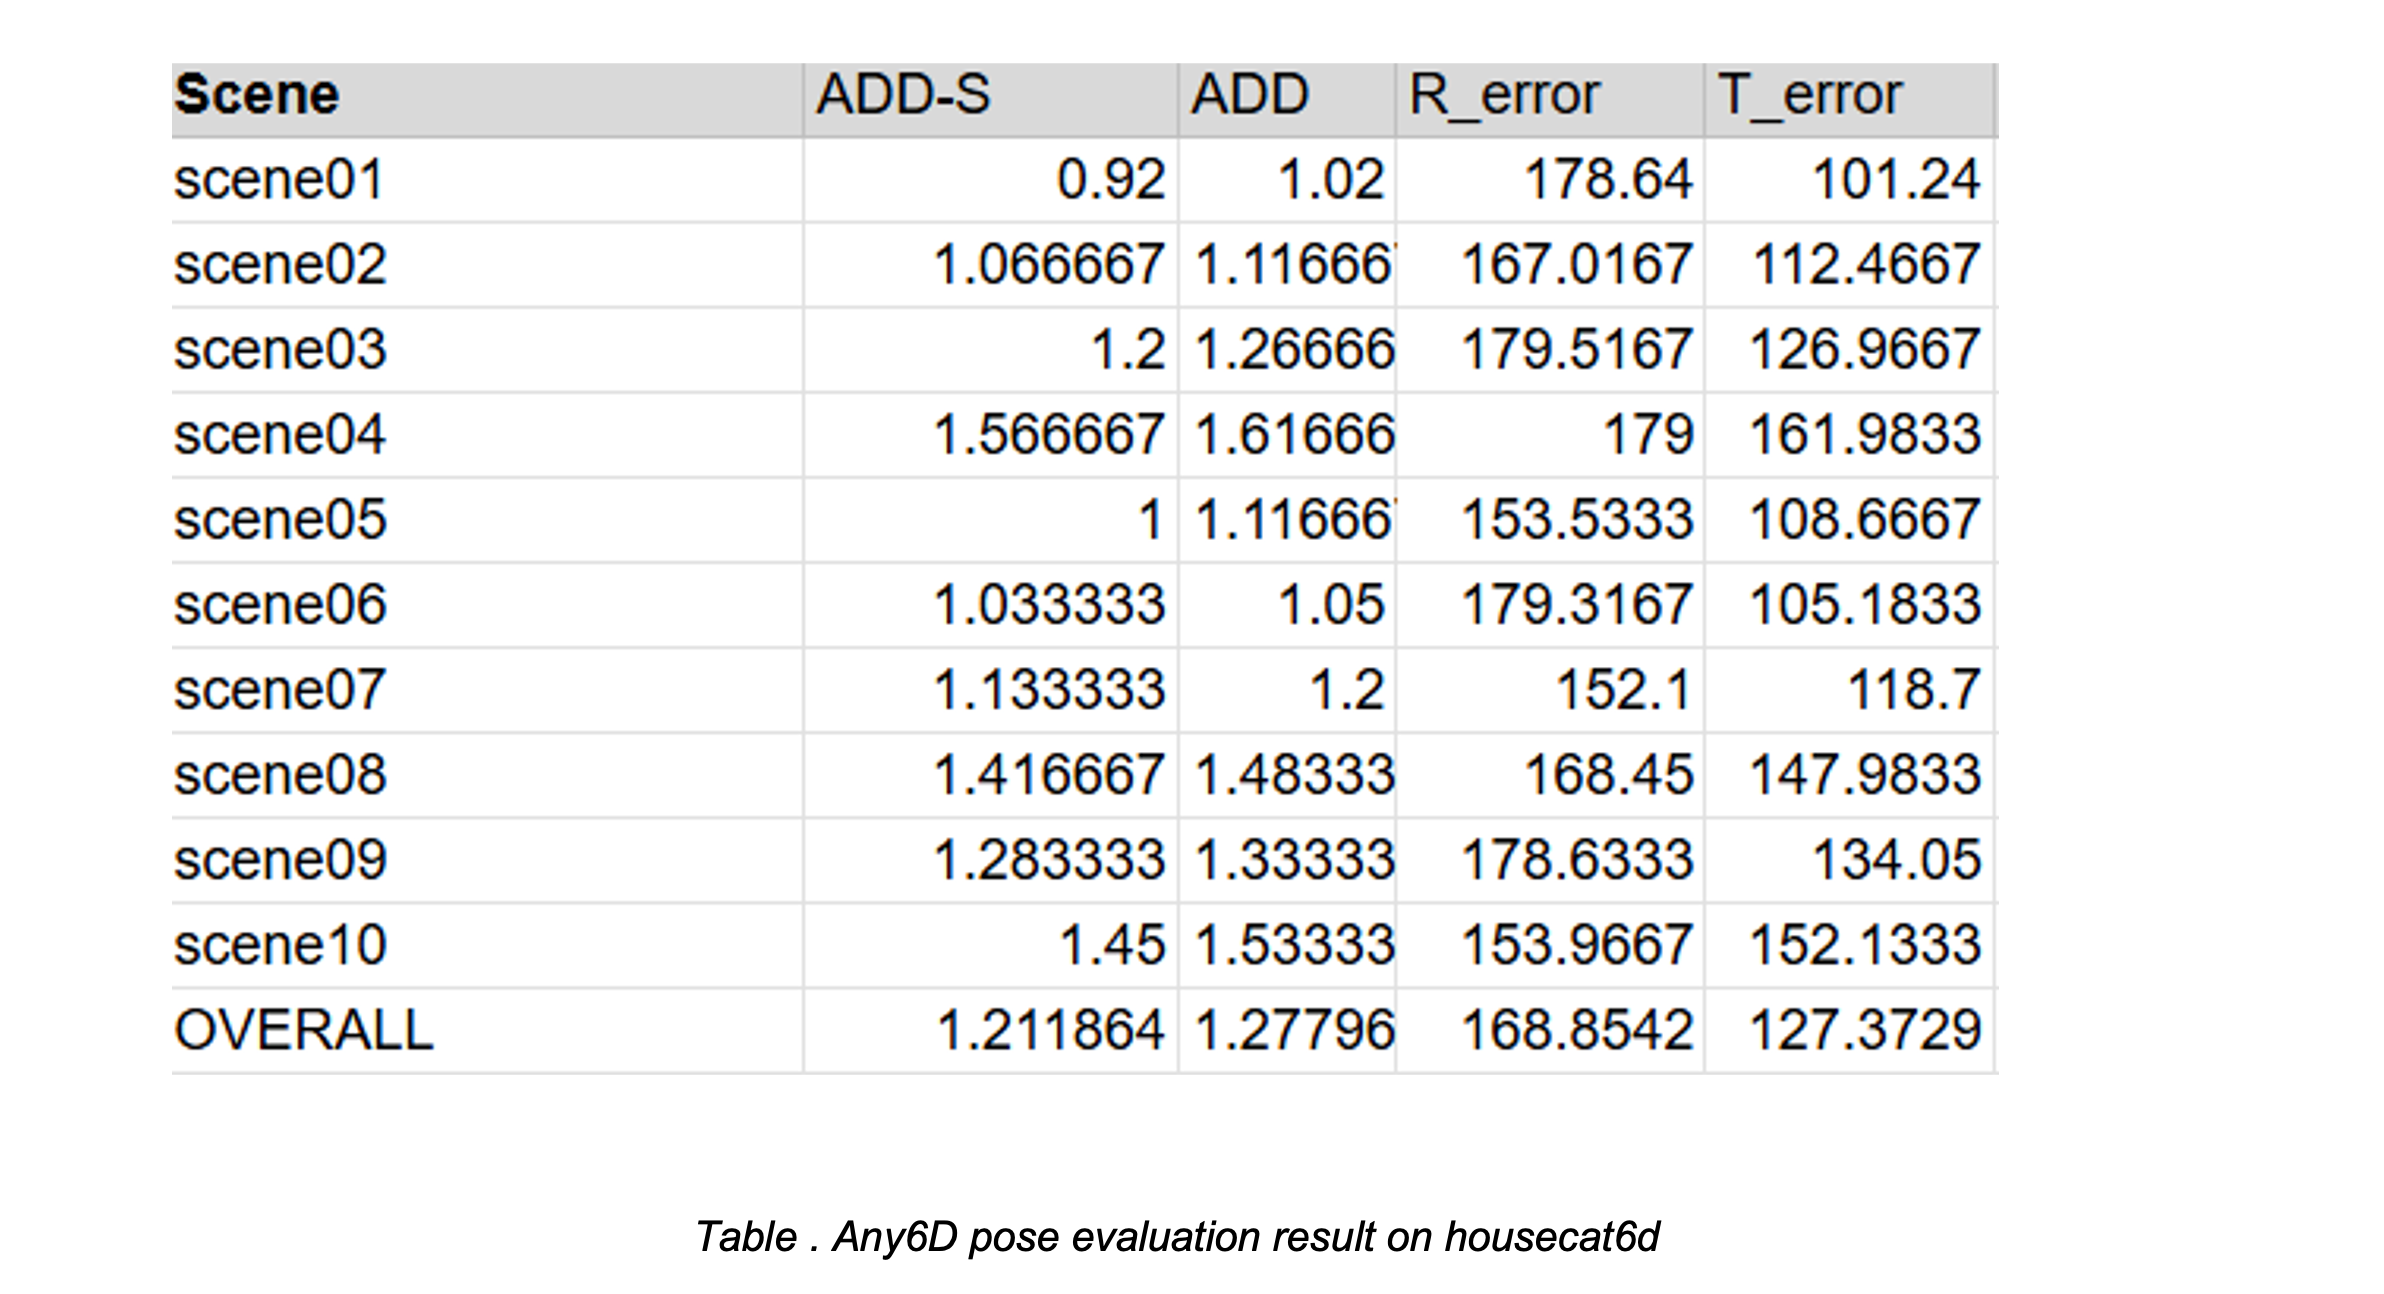 Scene ADD-S ADD R_error T_error
scene01 0.92 1.02 178.64 101.24
scene02 1.066667 1.116667 167.0167 112.4667
scene03 1.2 1.26666 179.5167 126.9667
scene04 1.566667 1.61666 179 161.9833
scene05 1 1.116667 153.5333 108.6667
scene06 1.033333 1.05 179.3167 105.1833
scene07 1.133333 1.2 152.1 118.7
scene08 1.416667 1.48333 168.45 147.9833
scene09 1.283333 1.33333 178.6333 134.05
scene10 1.45 1.53333 153.9667 152.1333
OVERALL 1.211864 1.27796 168.8542 127.3729
Table . Any6D pose evaluation result on housecat6d